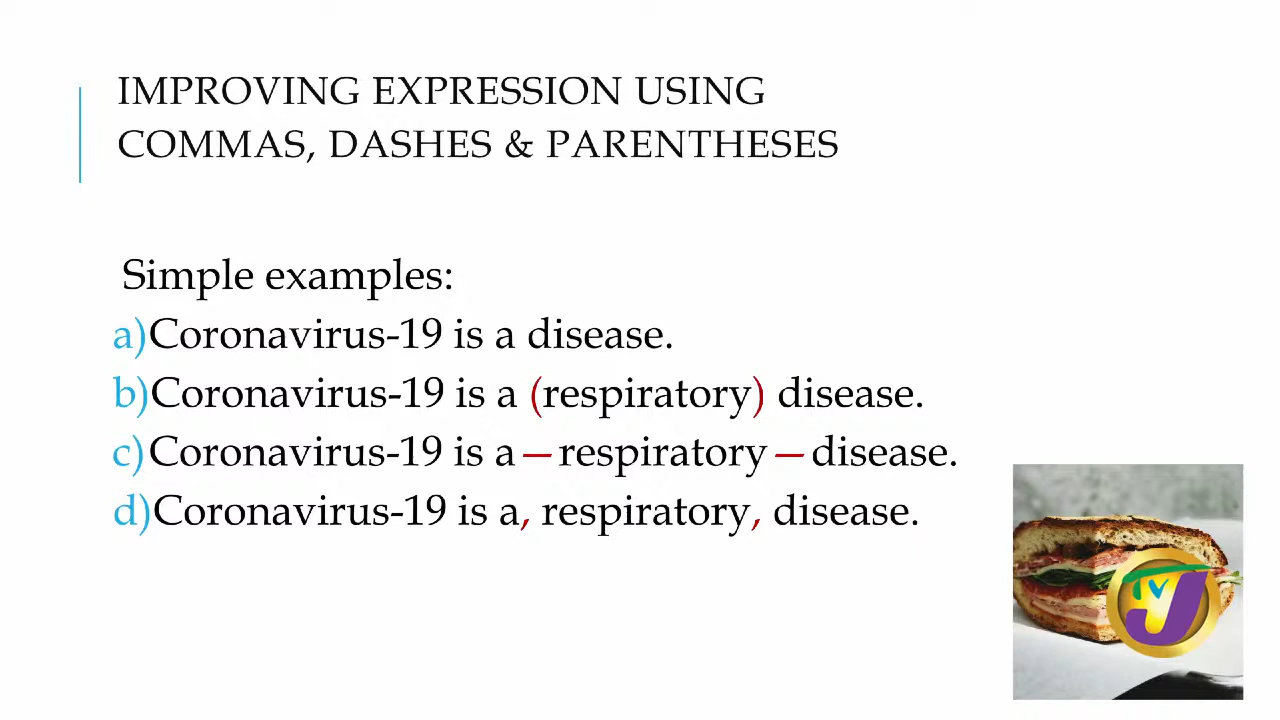 IMPROVING EXPRESSION USING
COMMAS, DASHES & PARENTHESES
Simple examples:
a)Coronavirus-19 is a disease.
b)Coronavirus-19 is a (respiratory) disease.
c)Coronavirus-19 is a—respiratory—disease.
d)Coronavirus-19 is a, respiratory, disease.
TVJ